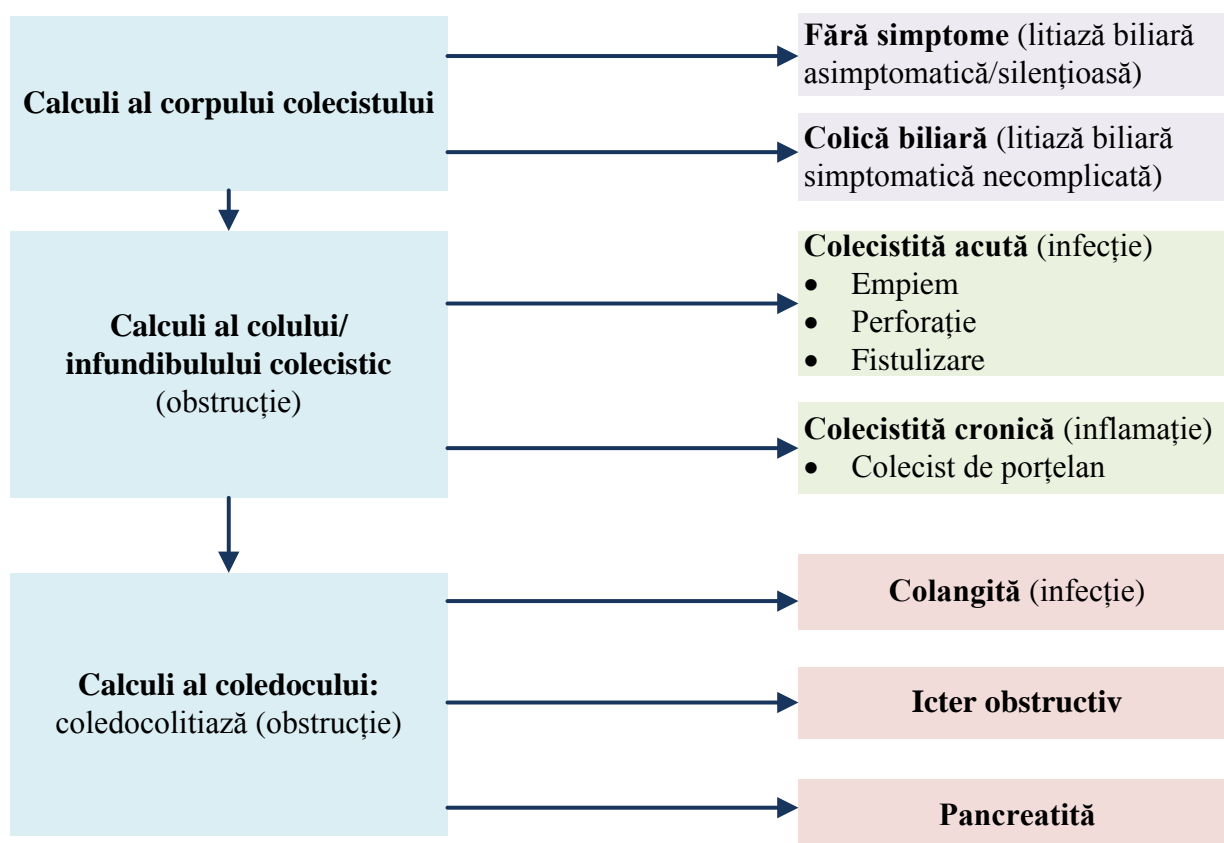 Calculi al corpului colecistului
Fără simptome (litiază biliară
asimptomatică/silențioasă)
Colică biliară (litiază biliară
simptomatică necomplicată)
Calculi al colului/
infundibulului colecistic
(obstrucție)
Colecistită acută (infecție)
• Empiem
• Perforație
• Fistulizare
Colecistită cronică (inflamație)
• Colecist de porțelan
Calculi al coledocului:
coledocolitiază (obstrucție)
Colangită (infecție)
Icter obstructiv
Pancreatită